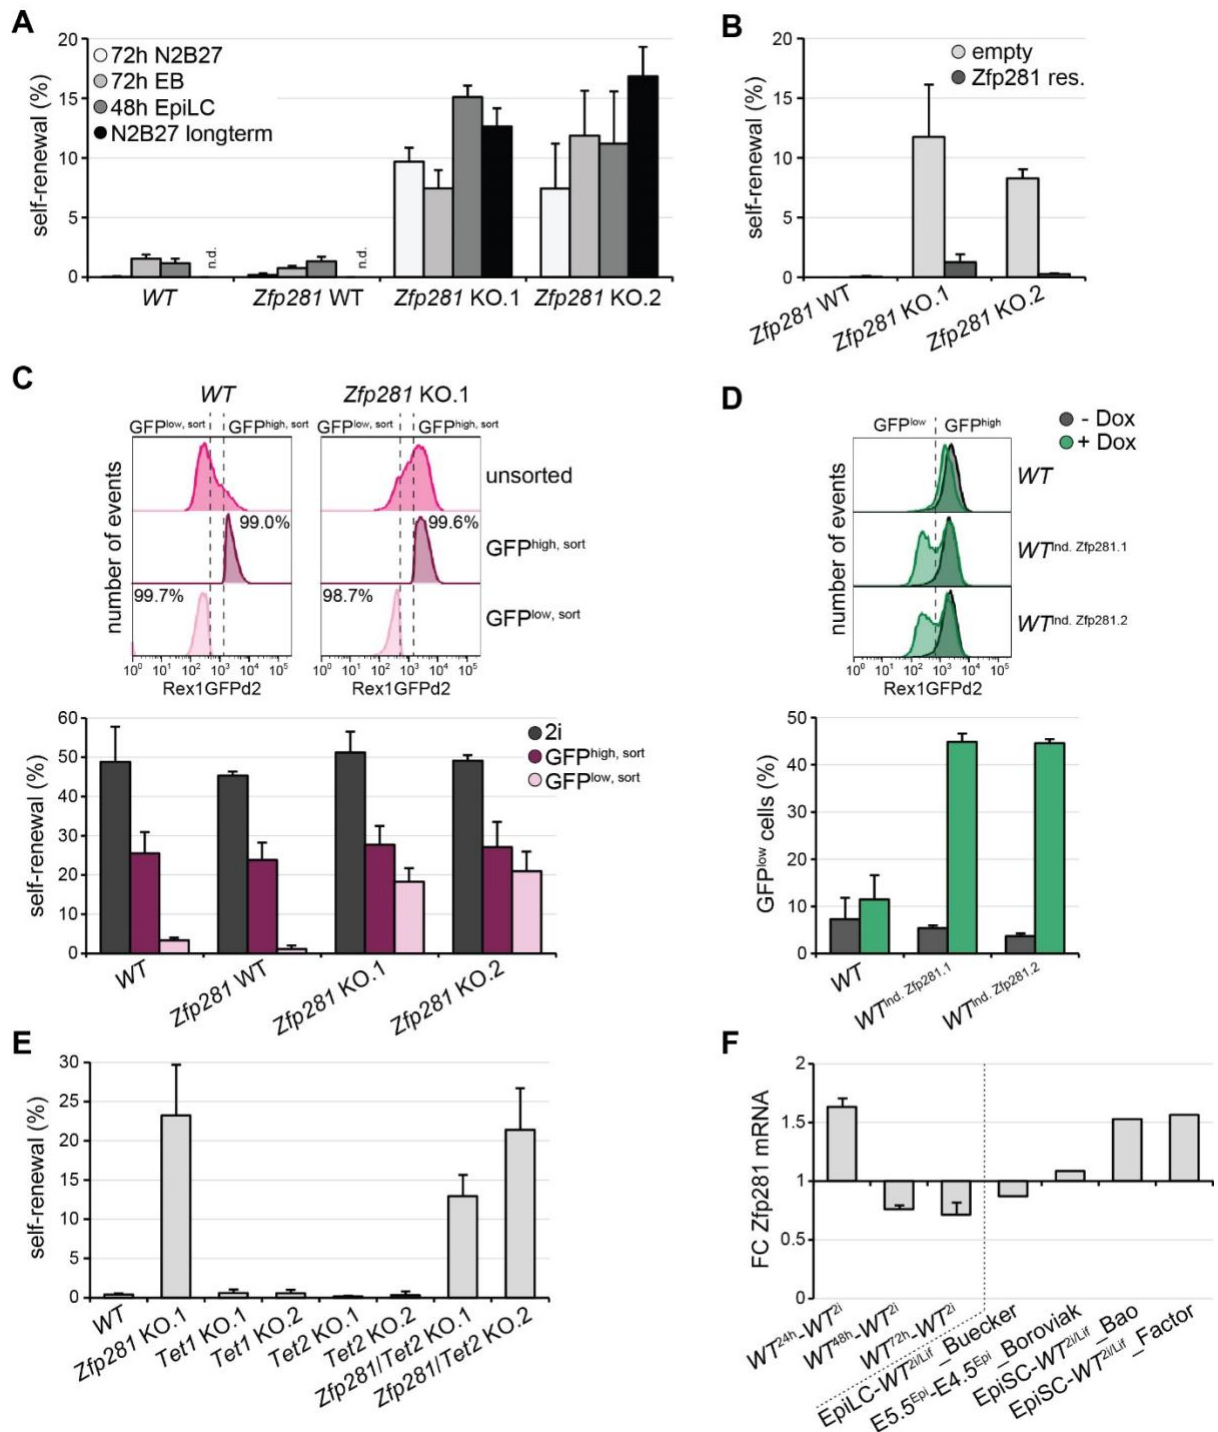 A
self-renewal (%)
20
15
10
5
0
72h N2B27
72h EB
48h EpiLC
N2B27 longterm
n.d.
n.d.
WT
Zfp281 WT
Zfp281 KO.1
Zfp281 KO.2
B
self-renewal (%)
20
15
10
5
0
empty
Zfp281 res.
Zfp281 WT
Zfp281 KO.1
Zfp281 KO.2
C
WT
Zfp281 KO.1
GFPlow, sort
GFPhigh, sort
GFPlow, sort
GFPhigh, sort
number of events
unsorted
99.0%
99.6%
GFPhigh, sort
99.7%
98.7%
GFPlow, sort
10⁰ 10¹ 10² 10³ 10⁴ 10⁵
10⁰ 10¹ 10² 10³ 10⁴ 10⁵
Rex1GFPd2
Rex1GFPd2
self-renewal (%)
60
50
40
30
20
10
0
2i
GFPhigh, sort
GFPlow, sort
WT
Zfp281 WT
Zfp281 KO.1
Zfp281 KO.2
D
- Dox
+ Dox
GFPlow
GFPhigh
number of events
WT
WTInd. Zfp281.1
WTInd. Zfp281.2
10⁰ 10¹ 10² 10³ 10⁴ 10⁵
Rex1GFPd2
GFPlow cells (%)
50
40
30
20
10
0
WT
WTInd. Zfp281.1
WTInd. Zfp281.2
E
self-renewal (%)
30
25
20
15
10
5
0
WT
Zfp281 KO.1
Tet1 KO.1
Tet1 KO.2
Tet2 KO.1
Tet2 KO.2
Zfp281/Tet2 KO.1
Zfp281/Tet2 KO.2
F
FC Zfp281 mRNA
2
1.5
1
0.5
0
WT24h-WT2i
WT48h-WT2i
WT72h-WT2i
EpiLC-WT2i/Lif_Buecker
E5.5Epi-E4.5Epi_Boroviak
EpiSC-WT2i/Lif_Bao
EpiSC-WT2i/Lif_Factor